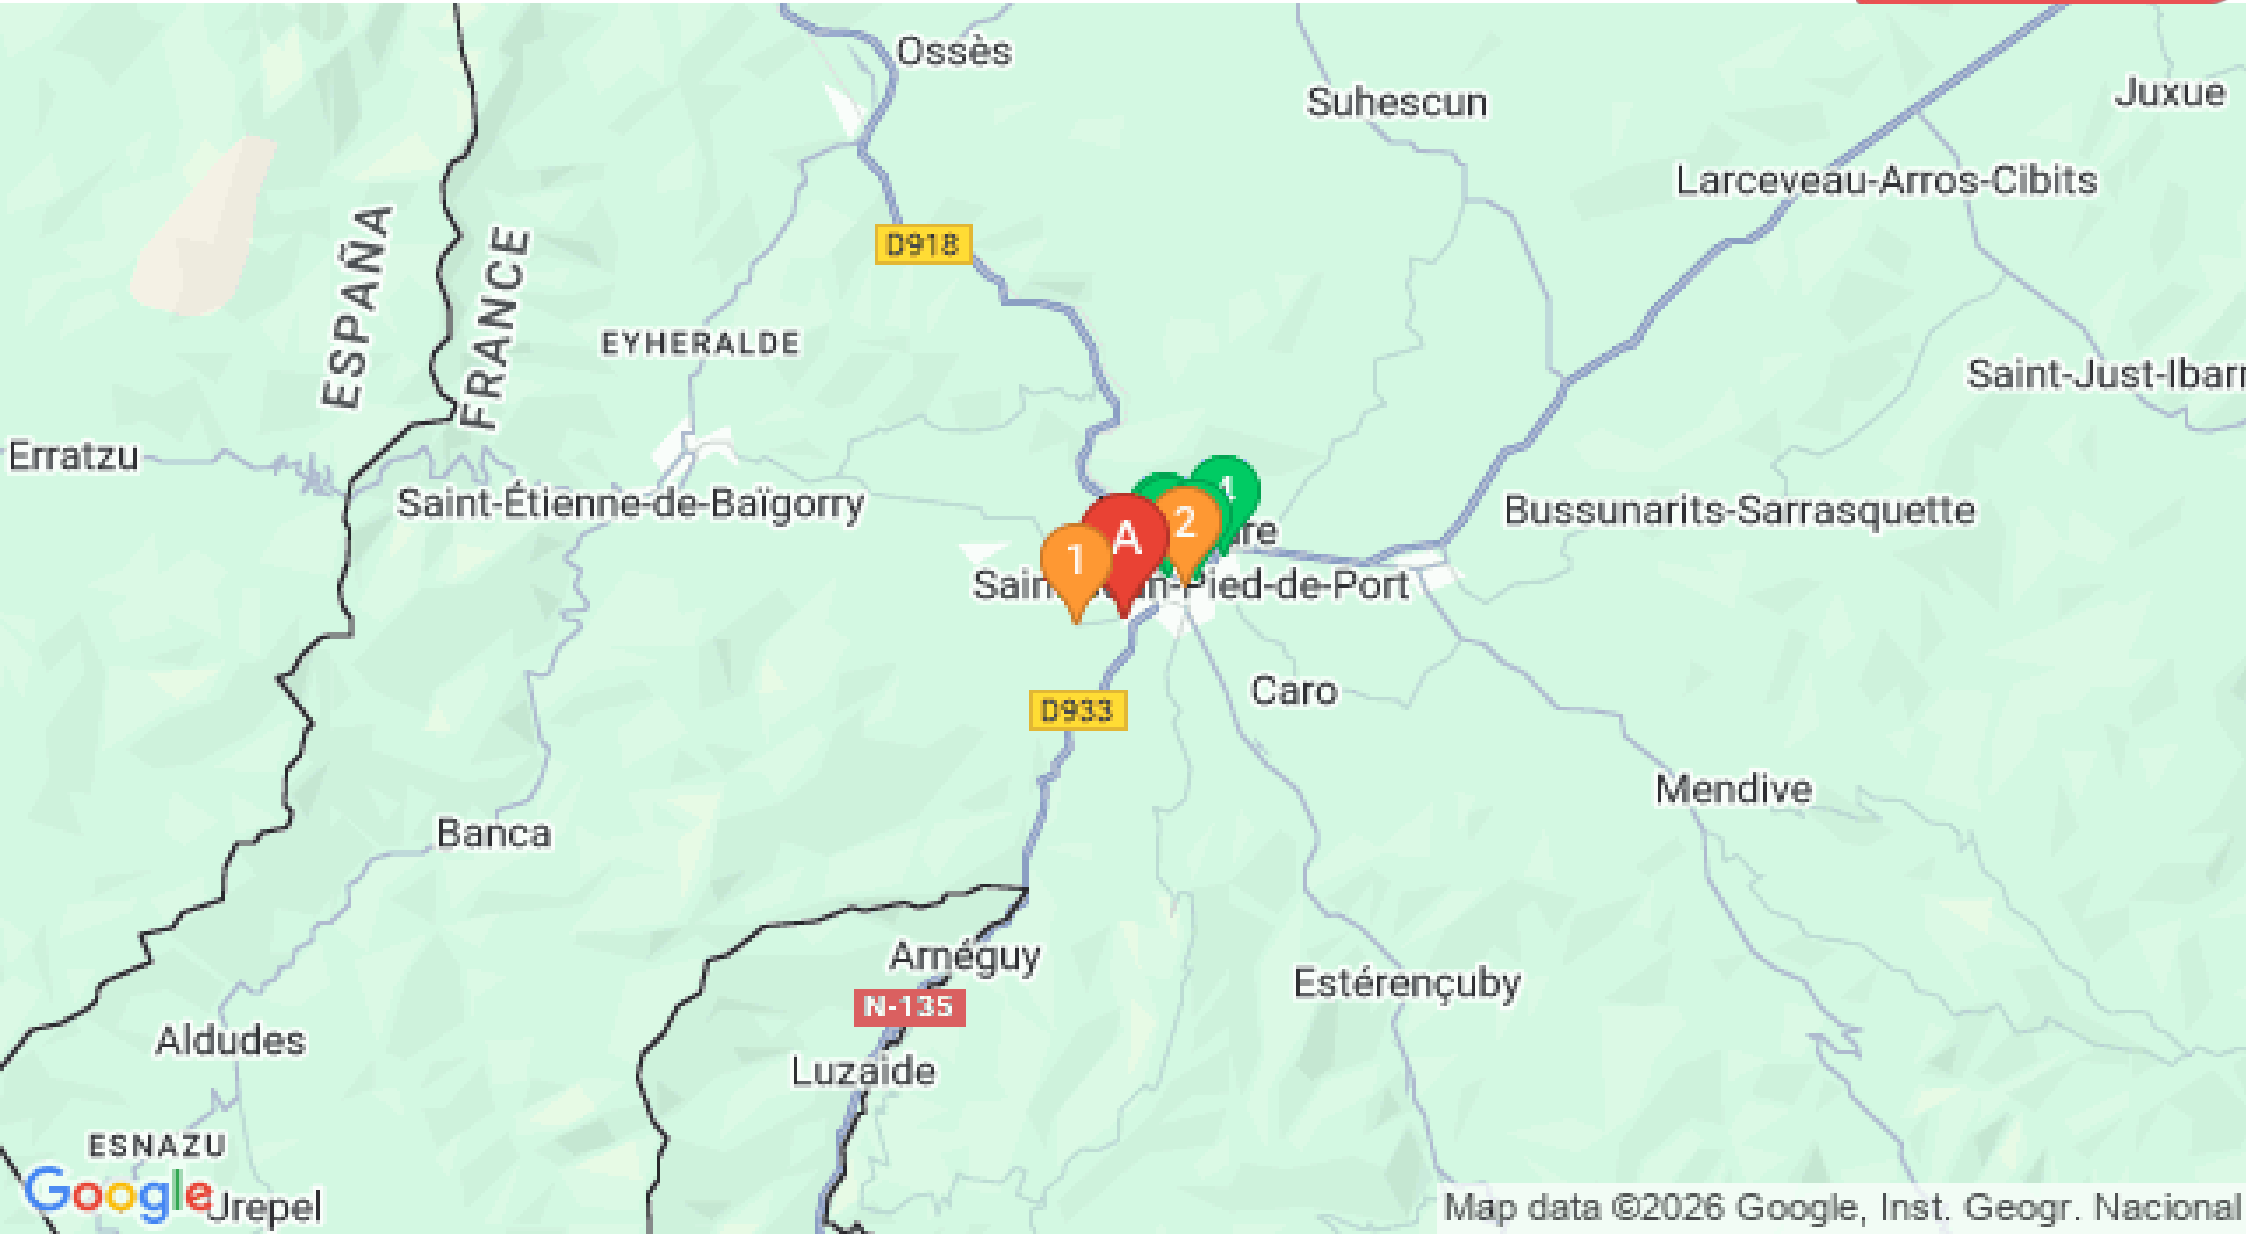 Ossès
Suhescun
Juxue
Larceveau-Arros-Cibits
D918
ESPAÑA
FRANCE
EYHERALDE
Saint-Just-Ibarr
Erratzu
Saint-Étienne-de-Baïgorry
4
Bussunarits-Sarrasquette
2
A
1
Pied-de-Port
Caro
D933
Mendive
Banca
Arnéguy
Estérençuby
N-135
Aldudes
Luzaide
ESNAZU
Google
Urepel
Map data ©2026 Google, Inst. Geogr. Nacional